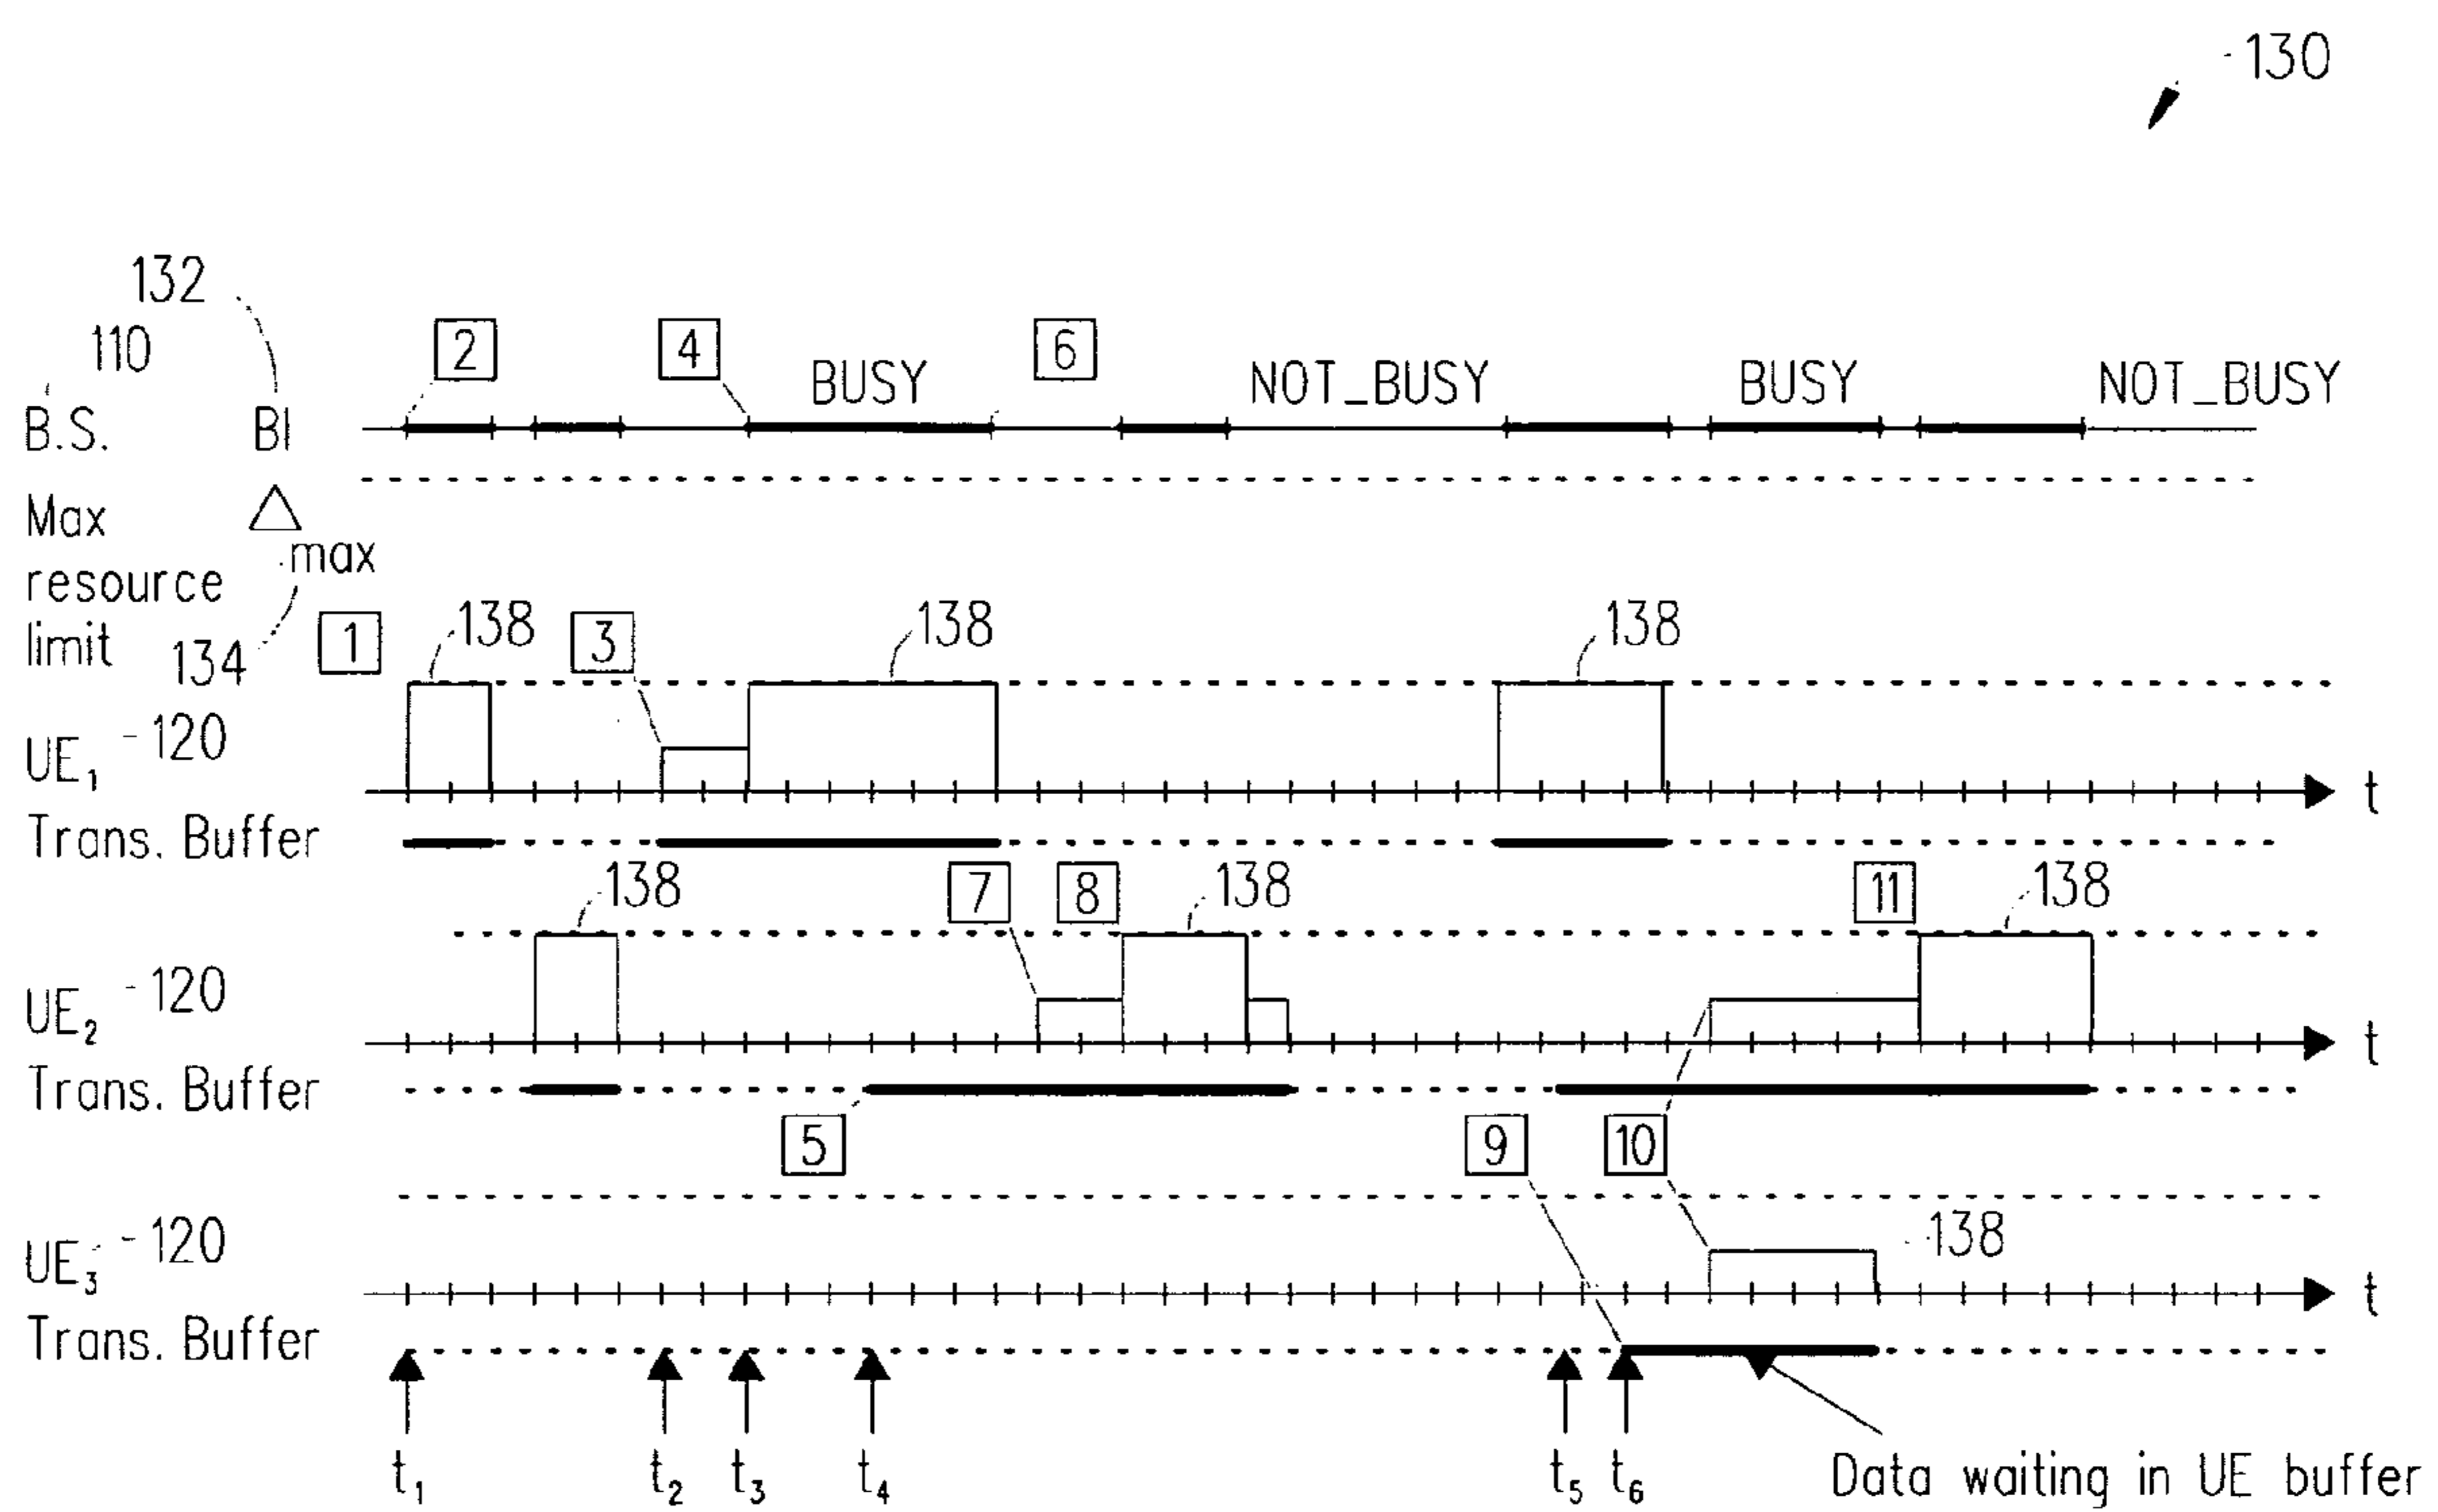 130
132
110
2
4
6
BUSY
NOT_BUSY
BUSY
NOT_BUSY
B.S.
BI
Max
resource
limit
△max
134
1
138
3
138
138
UE1
120
t
Trans. Buffer
138
7
8
138
11
138
UE2
120
t
Trans. Buffer
5
9
10
UE3
120
138
t
Trans. Buffer
t1
t2
t3
t4
t5
t6
Data waiting in UE buffer